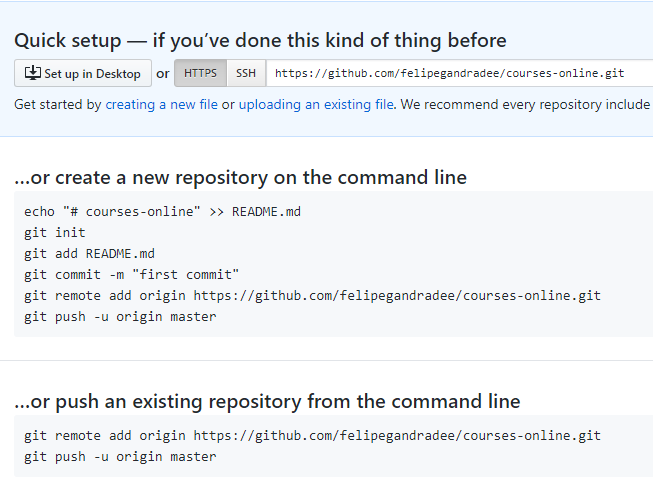 Quick setup — if you’ve done this kind of thing before
Set up in Desktop or HTTPS SSH https://github.com/felipegandradee/courses-online.git
Get started by creating a new file or uploading an existing file. We recommend every repository include
...or create a new repository on the command line
echo "# courses-online" >> README.md
git init
git add README.md
git commit -m "first commit"
git remote add origin https://github.com/felipegandradee/courses-online.git
git push -u origin master
...or push an existing repository from the command line
git remote add origin https://github.com/felipegandradee/courses-online.git
git push -u origin master